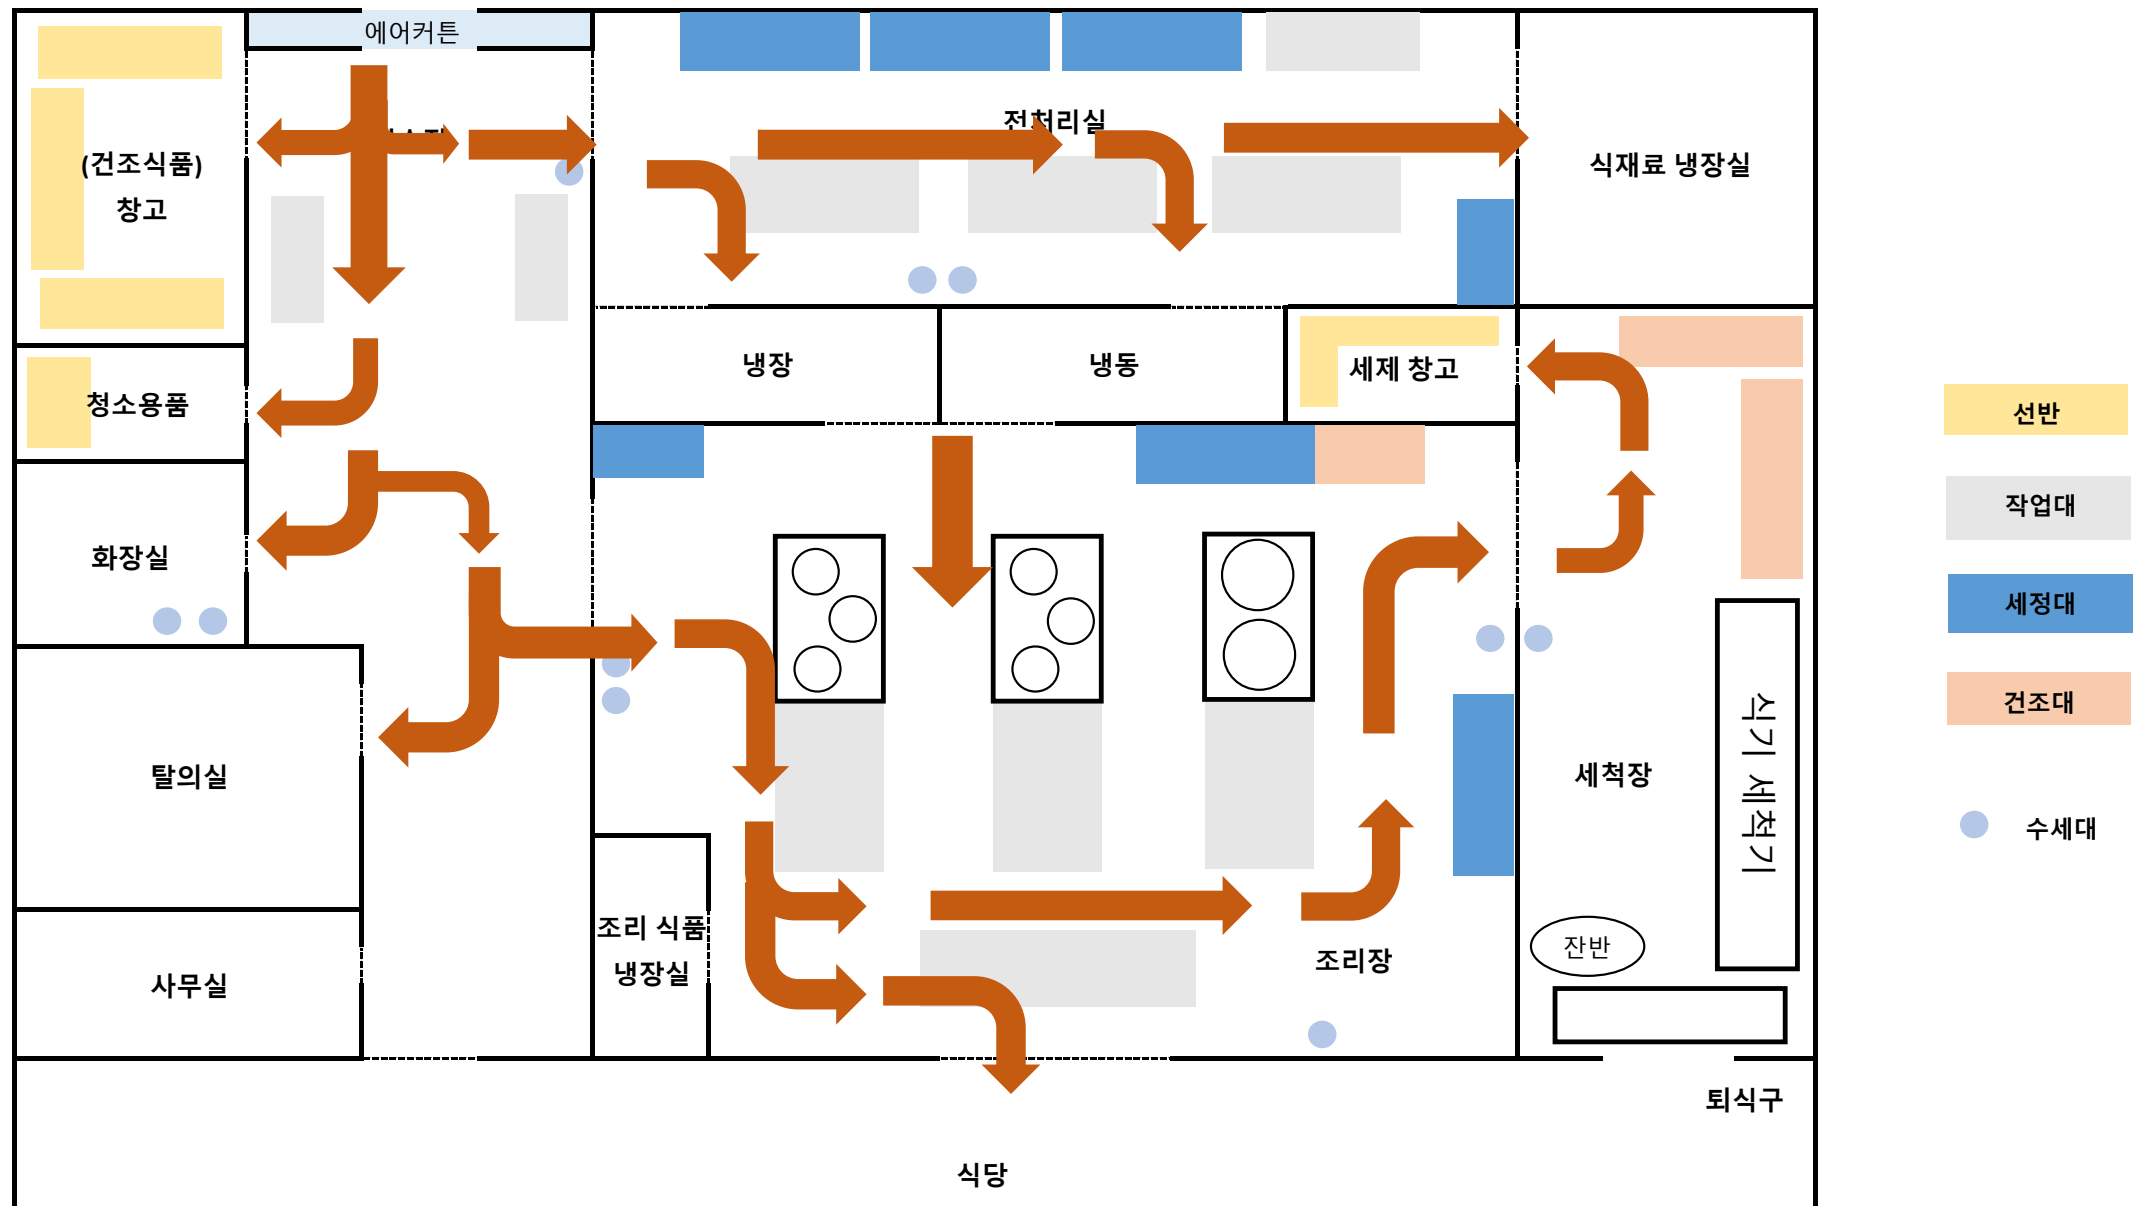 에어커튼
전처리실
(건조식품)
창고
식재료 냉장실
냉장
냉동
세제 창고
청소용품
선반
작업대
화장실
세정대
건조대
식기 세척기
탈의실
세척장
수세대
조리 식품
냉장실
조리장
잔반
사무실
퇴식구
식당